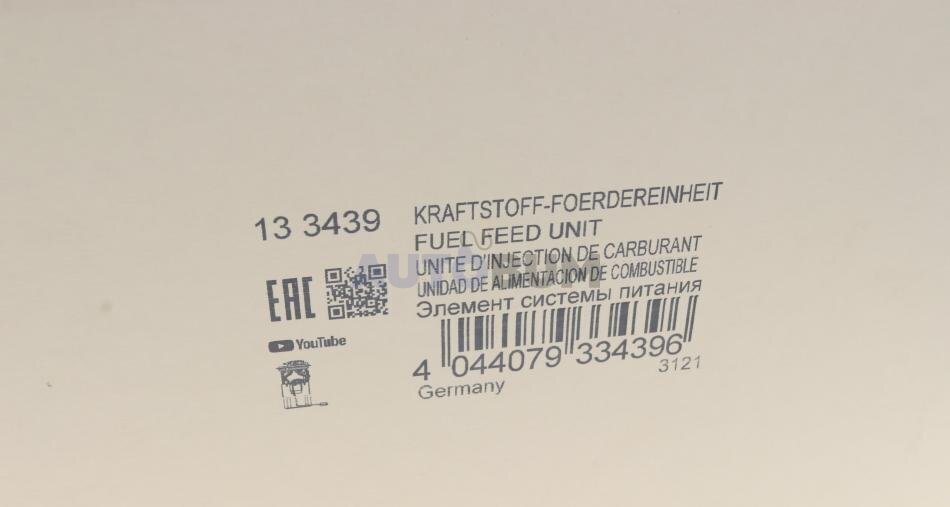 13 3439
KRAFTSTOFF-FOERDEREINHEIT
FUEL FEED UNIT
UNITE D'INJECTION DE CARBURANT
UNIDAD DE ALIMENTACION DE COMBUSTIBLE
Элемент системы питания
EAC
YouTube
4 044079 334396
3121
Germany